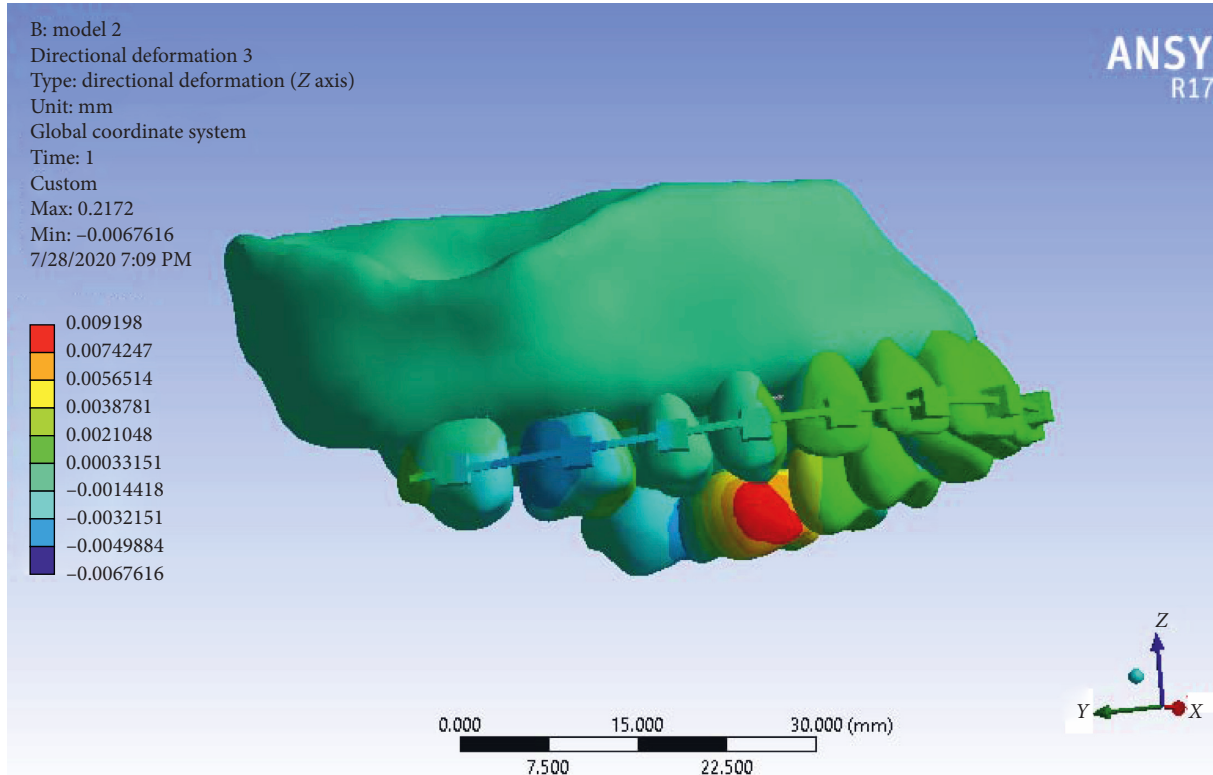 B: model 2
Directional deformation 3
Type: directional deformation (Z axis)
Unit: mm
Global coordinate system
Time: 1
Custom
Max: 0.2172
Min: –0.0067616
7/28/2020 7:09 PM
ANSY
R17
0.009198
0.0074247
0.0056514
0.0038781
0.0021048
0.00033151
–0.0014418
–0.0032151
–0.0049884
–0.0067616
Z
Y X
0.000 15.000 30.000 (mm)
7.500 22.500